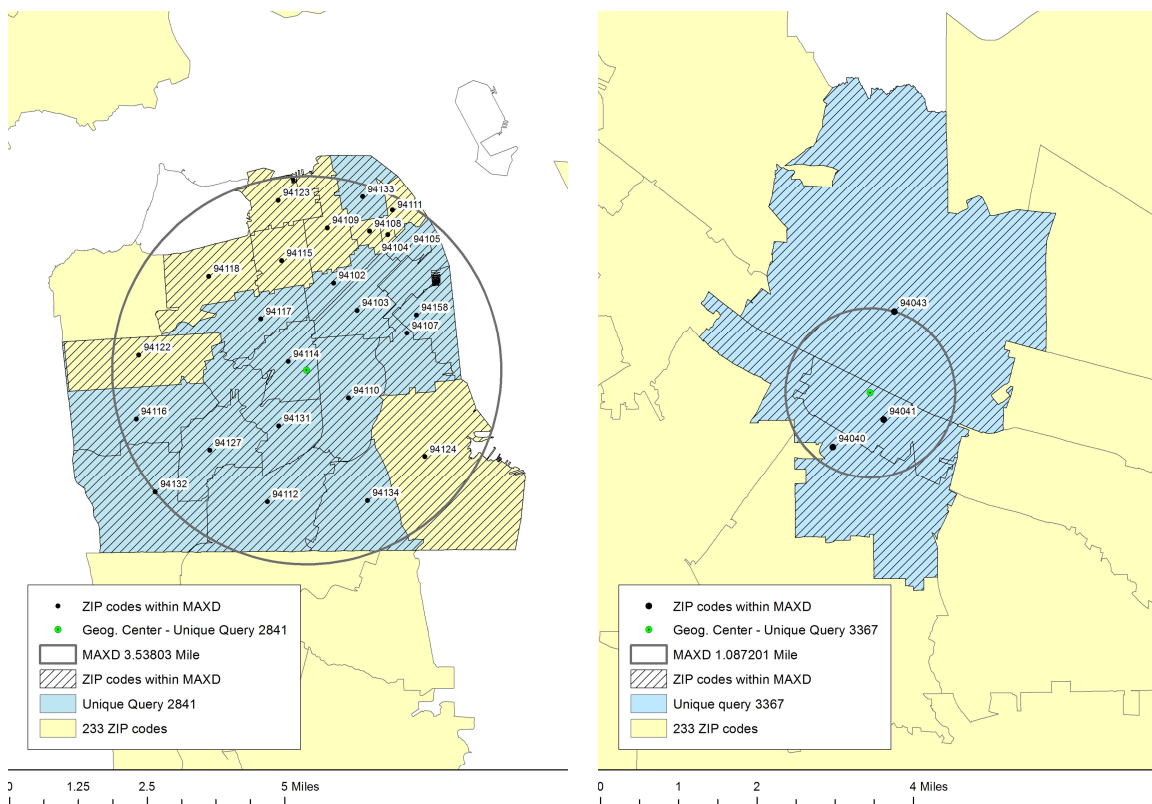 94133
94123
94111
94109
94108
94105
94104
94115
94118
94102
94103
94158
94117
94107
94122
94114
94110
94116
94131
94127
94124
94132
94112
94134
ZIP codes within MAXD
Geog. Center - Unique Query 2841
MAXD 3.53803 Mile
ZIP codes within MAXD
Unique Query 2841
233 ZIP codes
0 1.25 2.5 5 Miles
94043
94041
94040
ZIP codes within MAXD
Geog. Center - Unique Query 3367
MAXD 1.087201 Mile
ZIP codes within MAXD
Unique query 3367
233 ZIP codes
0 1 2 4 Miles